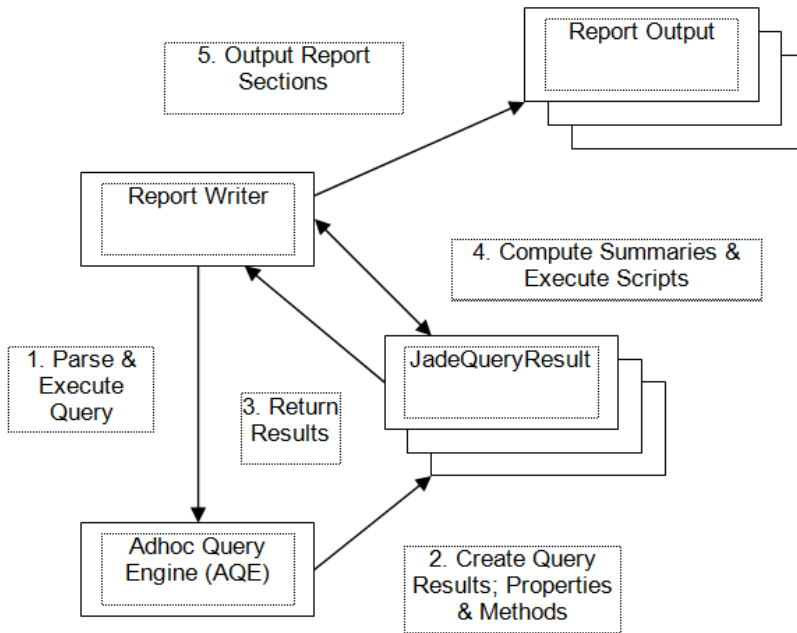 Report Output
5. Output Report
Sections
Report Writer
4. Compute Summaries &
Execute Scripts
1. Parse &
Execute
Query
JadeQueryResult
3. Return
Results
Adhoc Query
Engine (AQE)
2. Create Query
Results; Properties
& Methods